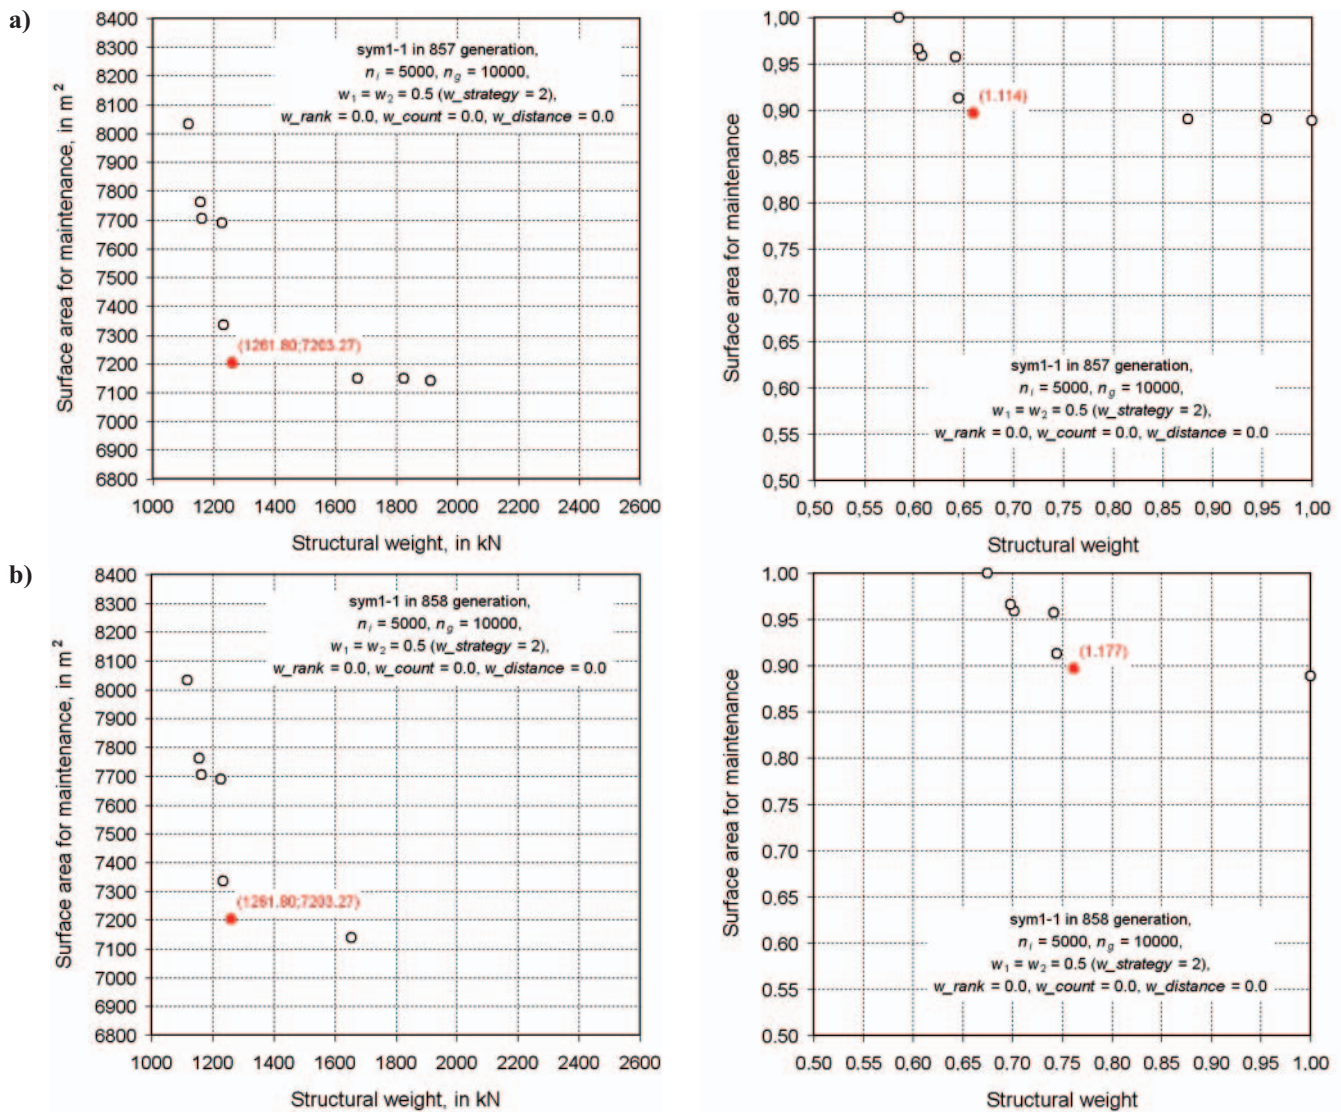 a)
8400
8300
8200
8100
8000
7900
7800
7700
7600
7500
7400
7300
7200
7100
7000
6900
6800
Surface area for maintenance, in m²
sym1-1 in 857 generation,
nᵢ = 5000, n_g = 10000,
w₁ = w₂ = 0.5 (w_strategy = 2),
w_rank = 0.0, w_count = 0.0, w_distance = 0.0
(1261.80;7203.27)
1000 1200 1400 1600 1800 2000 2200 2400 2600
Structural weight, in kN
1,00
0,95
0,90
0,85
0,80
0,75
0,70
0,65
0,60
0,55
0,50
Surface area for maintenance
(1.114)
sym1-1 in 857 generation,
nᵢ = 5000, n_g = 10000,
w₁ = w₂ = 0.5 (w_strategy = 2),
w_rank = 0.0, w_count = 0.0, w_distance = 0.0
0,50 0,55 0,60 0,65 0,70 0,75 0,80 0,85 0,90 0,95 1,00
Structural weight
b)
8400
8300
8200
8100
8000
7900
7800
7700
7600
7500
7400
7300
7200
7100
7000
6900
6800
Surface area for maintenance, in m²
sym1-1 in 858 generation,
nᵢ = 5000, n_g = 10000,
w₁ = w₂ = 0.5 (w_strategy = 2),
w_rank = 0.0, w_count = 0.0, w_distance = 0.0
(1261.80;7203.27)
1000 1200 1400 1600 1800 2000 2200 2400 2600
Structural weight, in kN
1.00
0.95
0.90
0.85
0.80
0.75
0.70
0.65
0.60
0.55
0.50
Surface area for maintenance
(1.177)
sym1-1 in 858 generation,
nᵢ = 5000, n_g = 10000,
w₁ = w₂ = 0.5 (w_strategy = 2),
w_rank = 0.0, w_count = 0.0, w_distance = 0.0
0.50 0.55 0.60 0.65 0.70 0.75 0.80 0.85 0.90 0.95 1.00
Structural weight